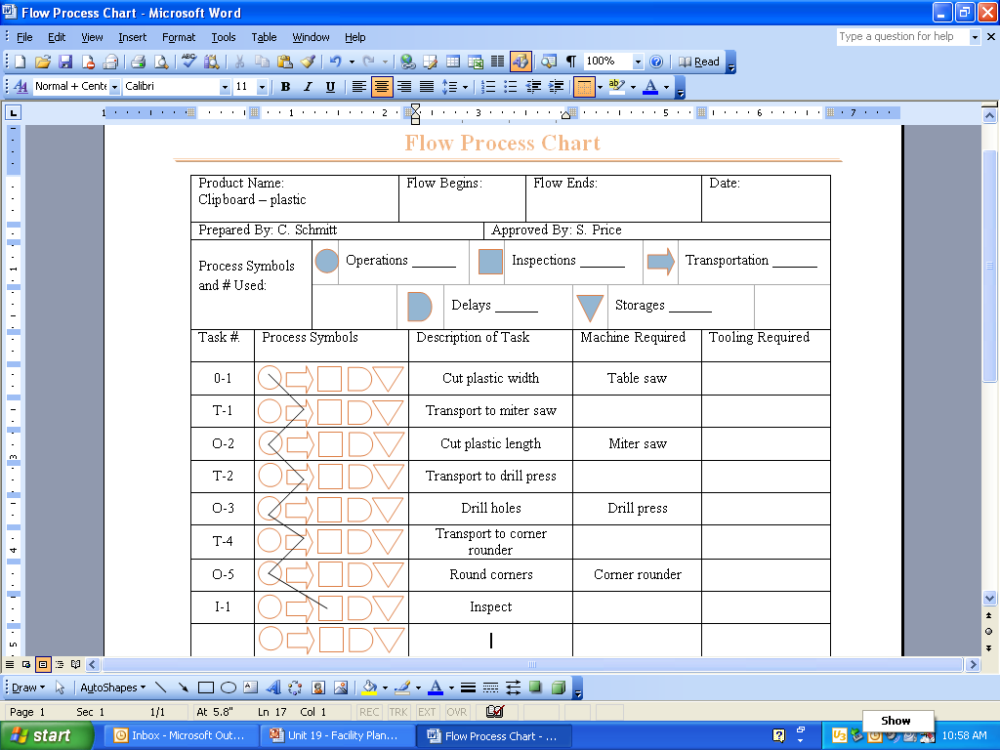 Flow Process Chart - Microsoft Word
File Edit View Insert Format Tools Table Window Help
Type a question for help
100% Read
Normal + Cente Calibri 11 B I U
1 1 2 3 5 6 7
Flow Process Chart
Product Name: Flow Begins: Flow Ends: Date:
Clipboard – plastic
Prepared By: C. Schmitt Approved By: S. Price
Process Symbols
and # Used:
Operations ______ Inspections ______ Transportation ______
Delays ______ Storages ______
Task # Process Symbols Description of Task Machine Required Tooling Required
0-1 Cut plastic width Table saw
T-1 Transport to miter saw
O-2 Cut plastic length Miter saw
T-2 Transport to drill press
O-3 Drill holes Drill press
T-4 Transport to corner
rounder
O-5 Round corners Corner rounder
I-1 Inspect
Draw AutoShapes
Page 1 Sec 1 1/1 At 5.8" Ln 17 Col 1 REC TRK EXT OVR
Show
start Inbox - Microsoft Out... Unit 19 - Facility Plan... Flow Process Chart - ... 10:58 AM